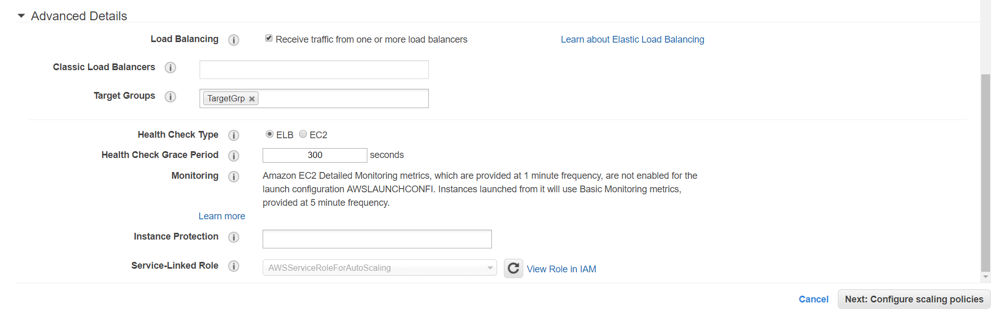 Advanced Details
Load Balancing i Receive traffic from one or more load balancers Learn about Elastic Load Balancing
Classic Load Balancers i
Target Groups i TargetGrp ×
Health Check Type i ELB EC2
Health Check Grace Period i 300 seconds
Monitoring i Amazon EC2 Detailed Monitoring metrics, which are provided at 1 minute frequency, are not enabled for the
launch configuration AWSLAUNCHCONFI. Instances launched from it will use Basic Monitoring metrics,
provided at 5 minute frequency.
Learn more
Instance Protection i
Service-Linked Role i AWSServiceRoleForAutoScaling View Role in IAM
Cancel Next: Configure scaling policies